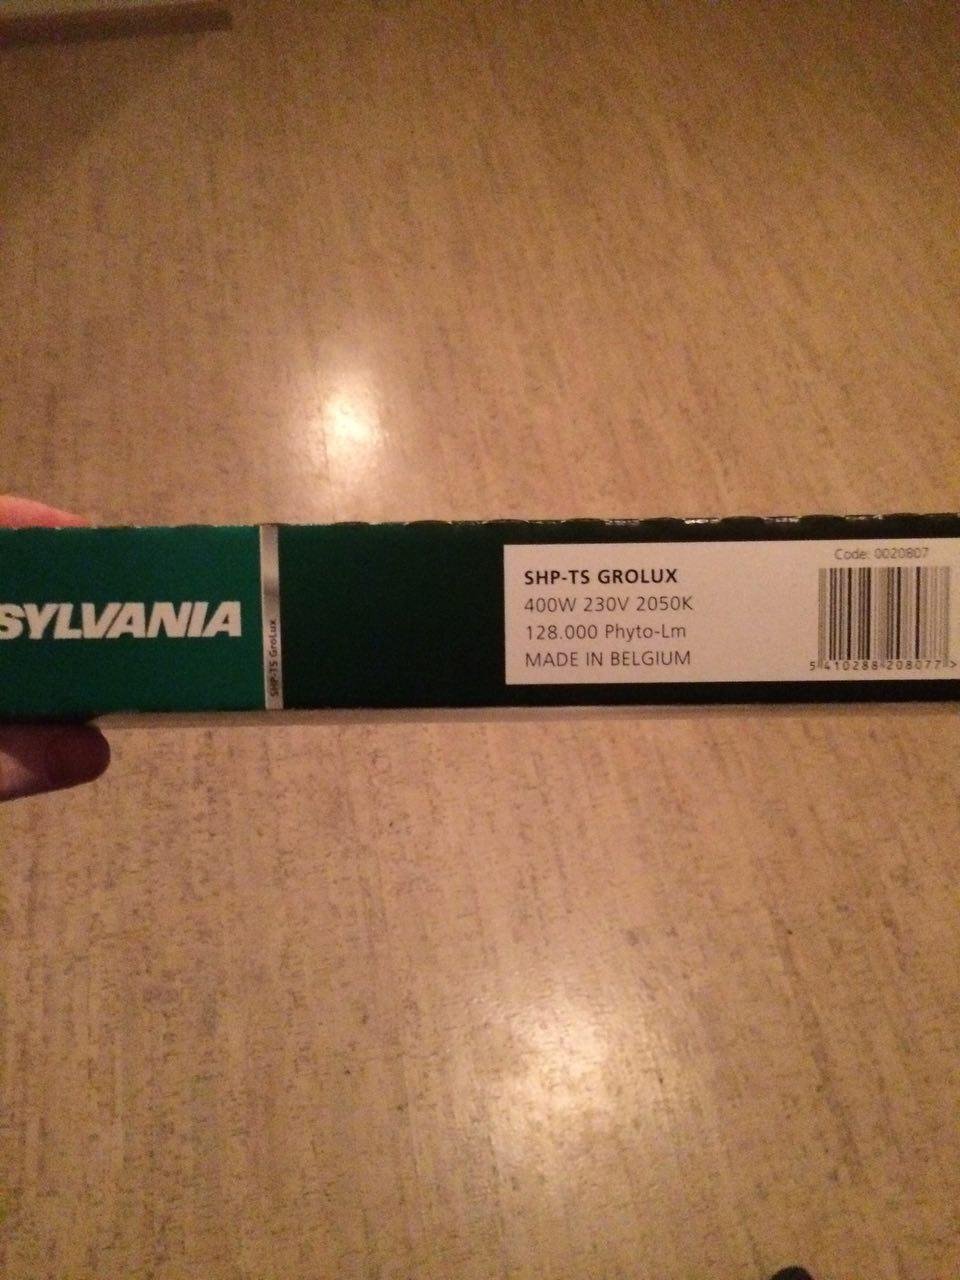 SYLVANIA
SHP-TS GroLux
SHP-TS GROLUX
400W 230V 2050K
128.000 Phyto-Lm
MADE IN BELGIUM
Code: 0020807
5 410288 208077 >